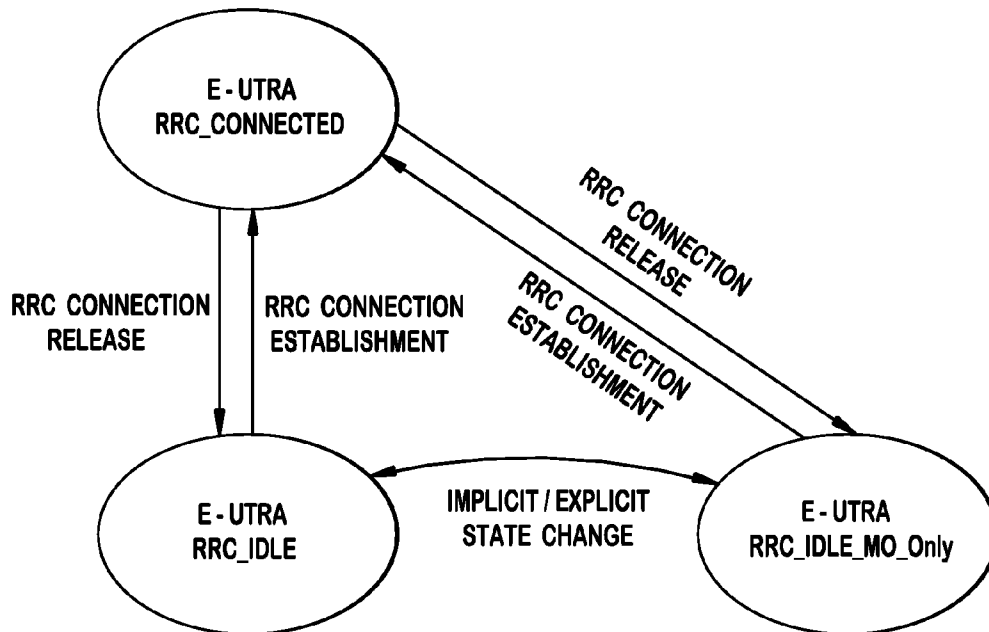 E - UTRA
RRC_CONNECTED
RRC CONNECTION
RELEASE
RRC CONNECTION
ESTABLISHMENT
RRC CONNECTION
RELEASE
RRC CONNECTION
ESTABLISHMENT
E - UTRA
RRC_IDLE
IMPLICIT / EXPLICIT
STATE CHANGE
E - UTRA
RRC_IDLE_MO_Only